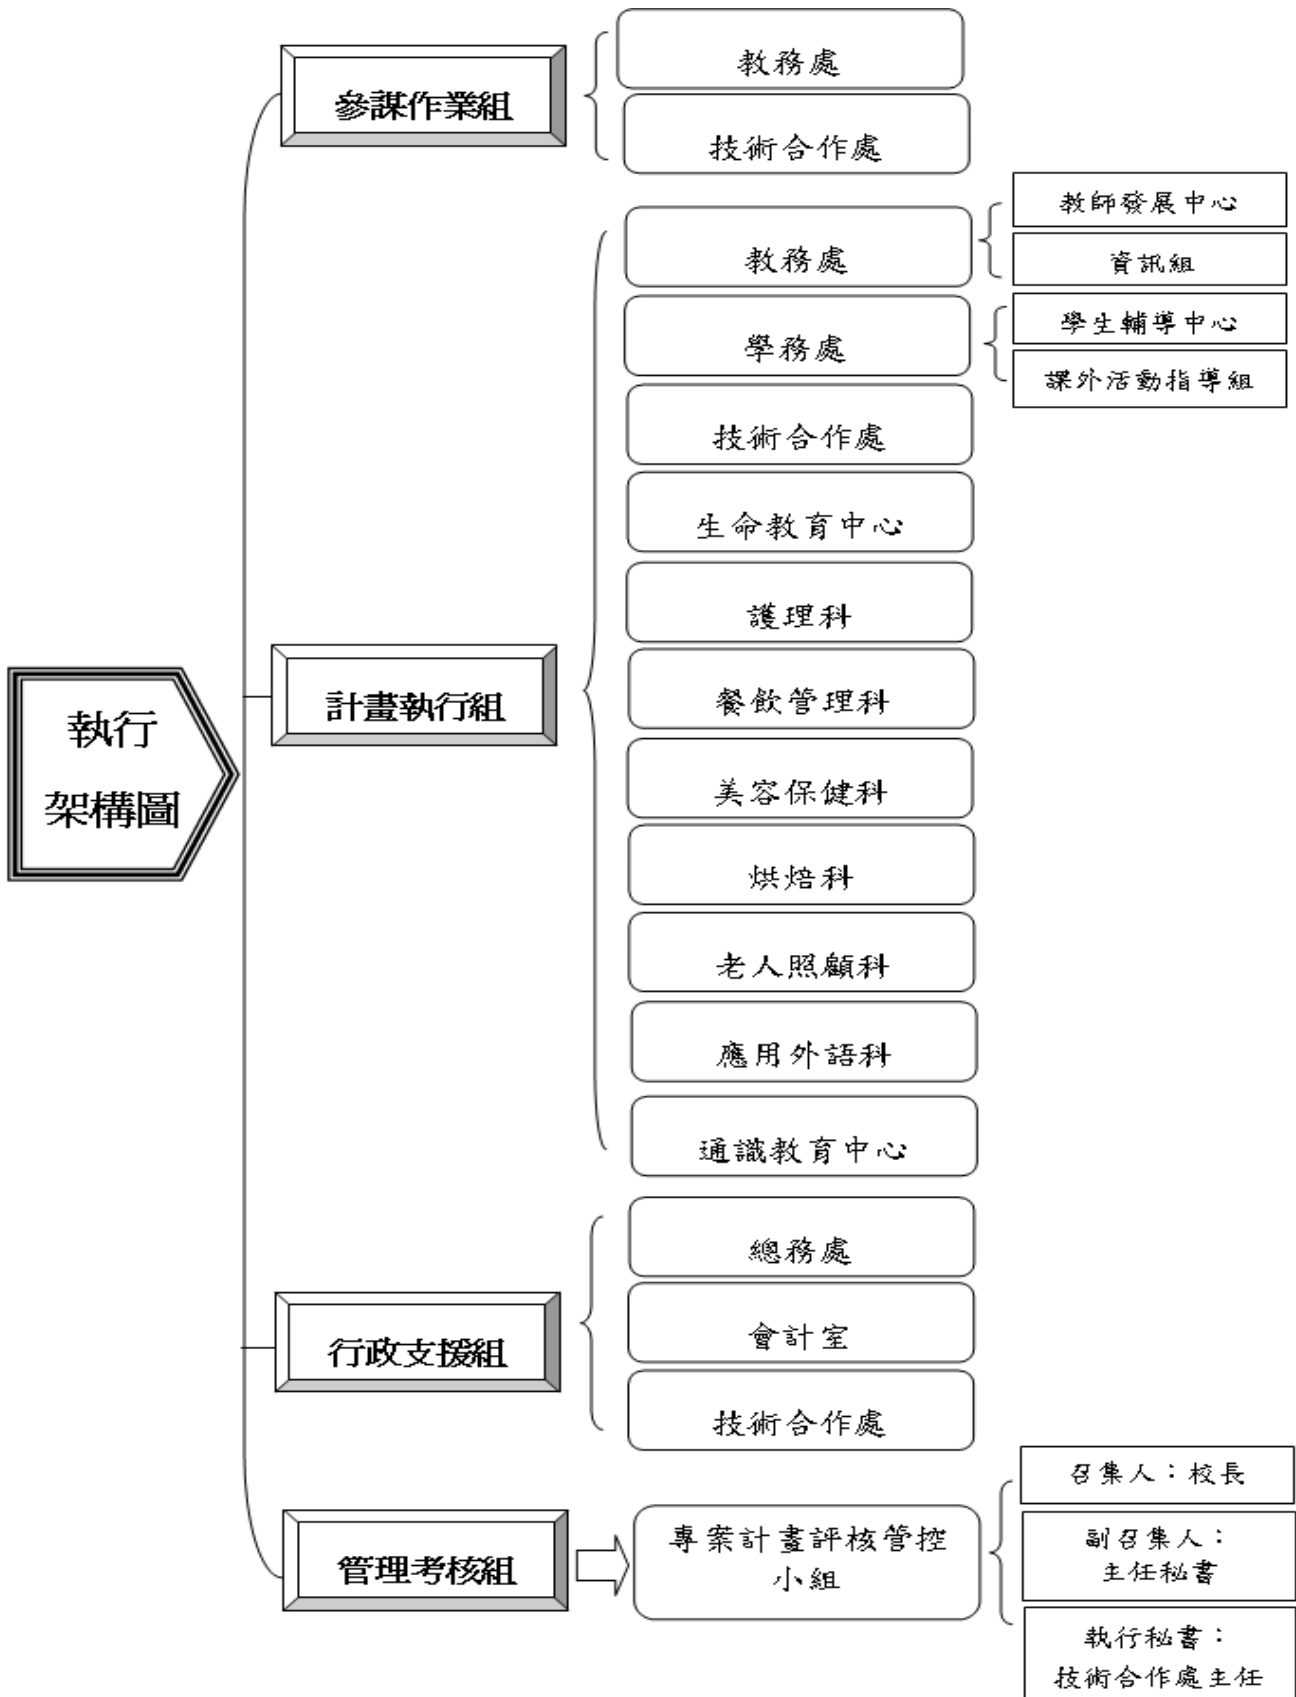 執行
架構圖
參謀作業組
教務處
技術合作處
計畫執行組
教務處
教師發展中心
資訊組
學務處
學生輔導中心
課外活動指導組
技術合作處
生命教育中心
護理科
餐飲管理科
美容保健科
烘焙科
老人照顧科
應用外語科
通識教育中心
行政支援組
總務處
會計室
技術合作處
管理考核組
專案計畫評核管控
小組
召集人：校長
副召集人：
主任秘書
執行秘書：
技術合作處主任